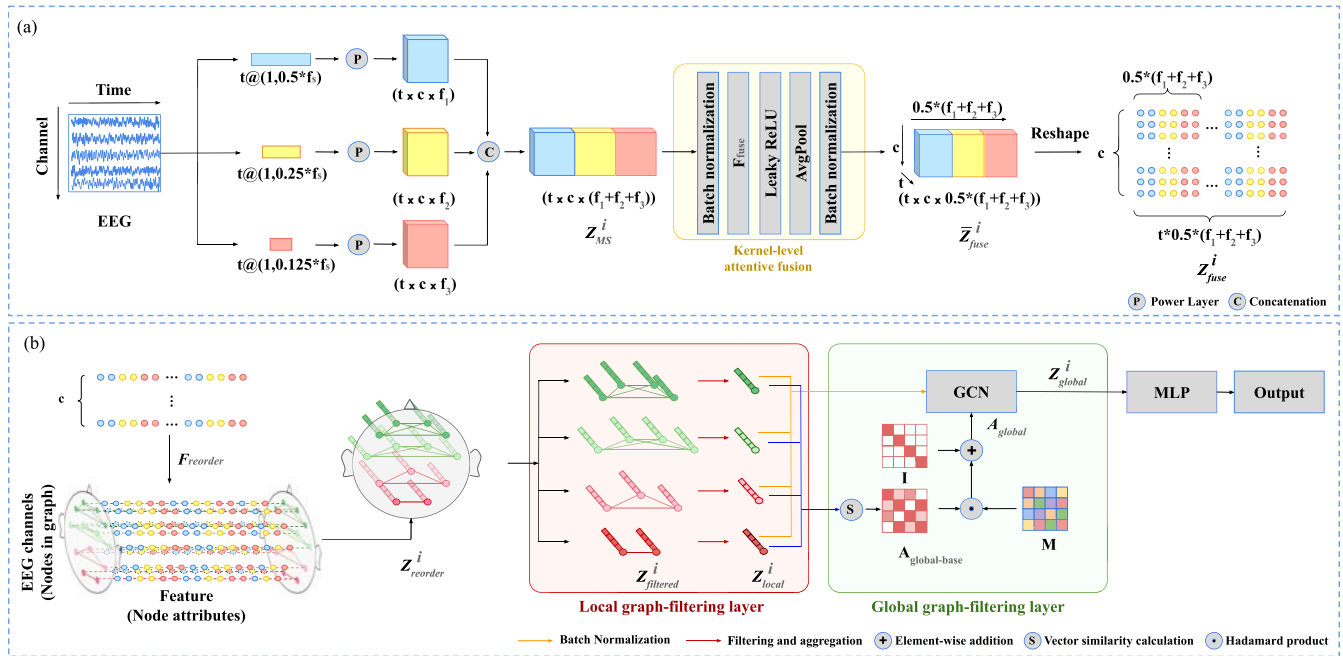 (a)
Time
Channel
EEG
t@(1,0.5*fs)
t@(1,0.25*fs)
t@(1,0.125*fs)
P
P
P
(t x c x f1)
(t x c x f2)
(t x c x f3)
C
(t x c x (f1+f2+f3))
Z^i_MS
Batch normalization
Ffuse
Leaky ReLU
AvgPool
Batch normalization
Kernel-level
attentive fusion
0.5*(f1+f2+f3)
c
t
(t x c x 0.5*(f1+f2+f3))
Z̅^i_fuse
Reshape
0.5*(f1+f2+f3)
c
t*0.5*(f1+f2+f3)
Z^i_fuse
P Power Layer
C Concatenation
(b)
c
Freorder
EEG channels
(Nodes in graph)
Feature
(Node attributes)
Z^i_reorder
Z^i_filtered
Z^i_local
Local graph-filtering layer
S
GCN
Aglobal
I
Aglobal-base
M
Z^i_global
Global graph-filtering layer
MLP
Output
Batch Normalization
Filtering and aggregation
Element-wise addition
S Vector similarity calculation
Hadamard product